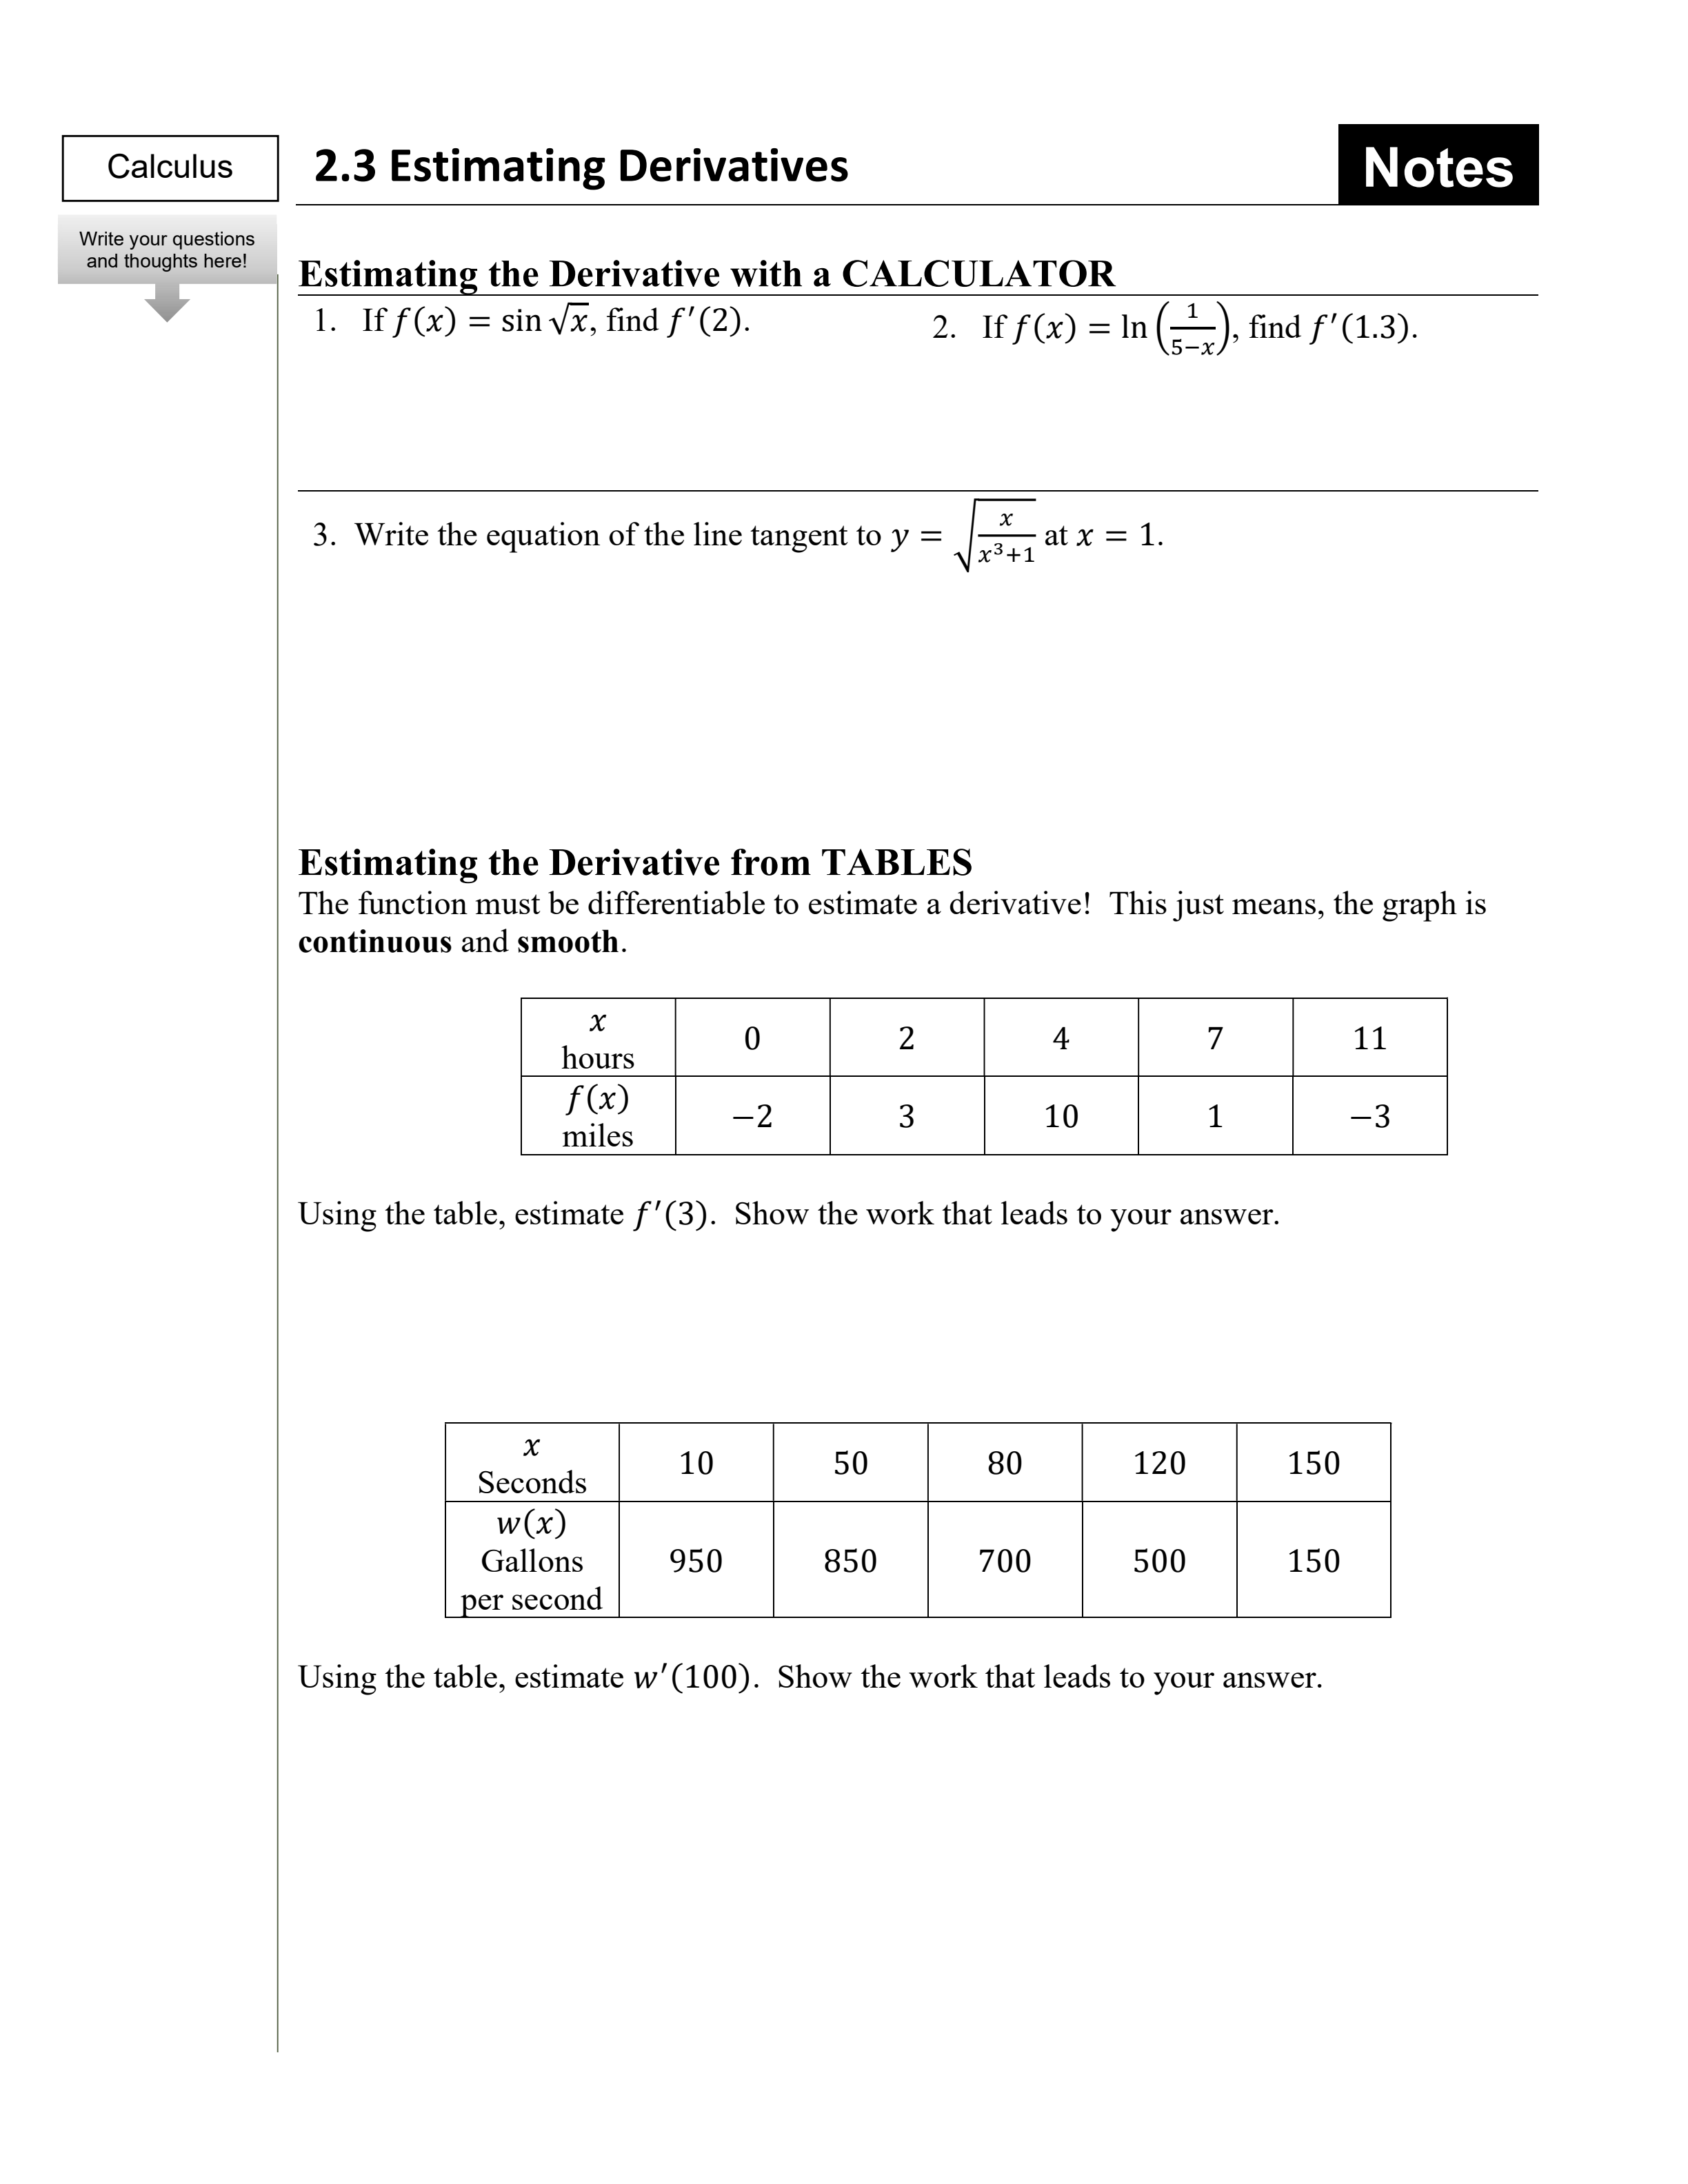 Calculus
2.3 Estimating Derivatives
Notes
Write your questions
and thoughts here!
Estimating the Derivative with a CALCULATOR
1. If f(x) = sin √x, find f′(2).
2. If f(x) = ln(1/(5−x)), find f′(1.3).
3. Write the equation of the line tangent to y = √(x/(x³+1)) at x = 1.
Estimating the Derivative from TABLES
The function must be differentiable to estimate a derivative! This just means, the graph is
continuous and smooth.
x hours 0 2 4 7 11
f(x) miles −2 3 10 1 −3
Using the table, estimate f′(3). Show the work that leads to your answer.
x Seconds 10 50 80 120 150
w(x) Gallons per second 950 850 700 500 150
Using the table, estimate w′(100). Show the work that leads to your answer.